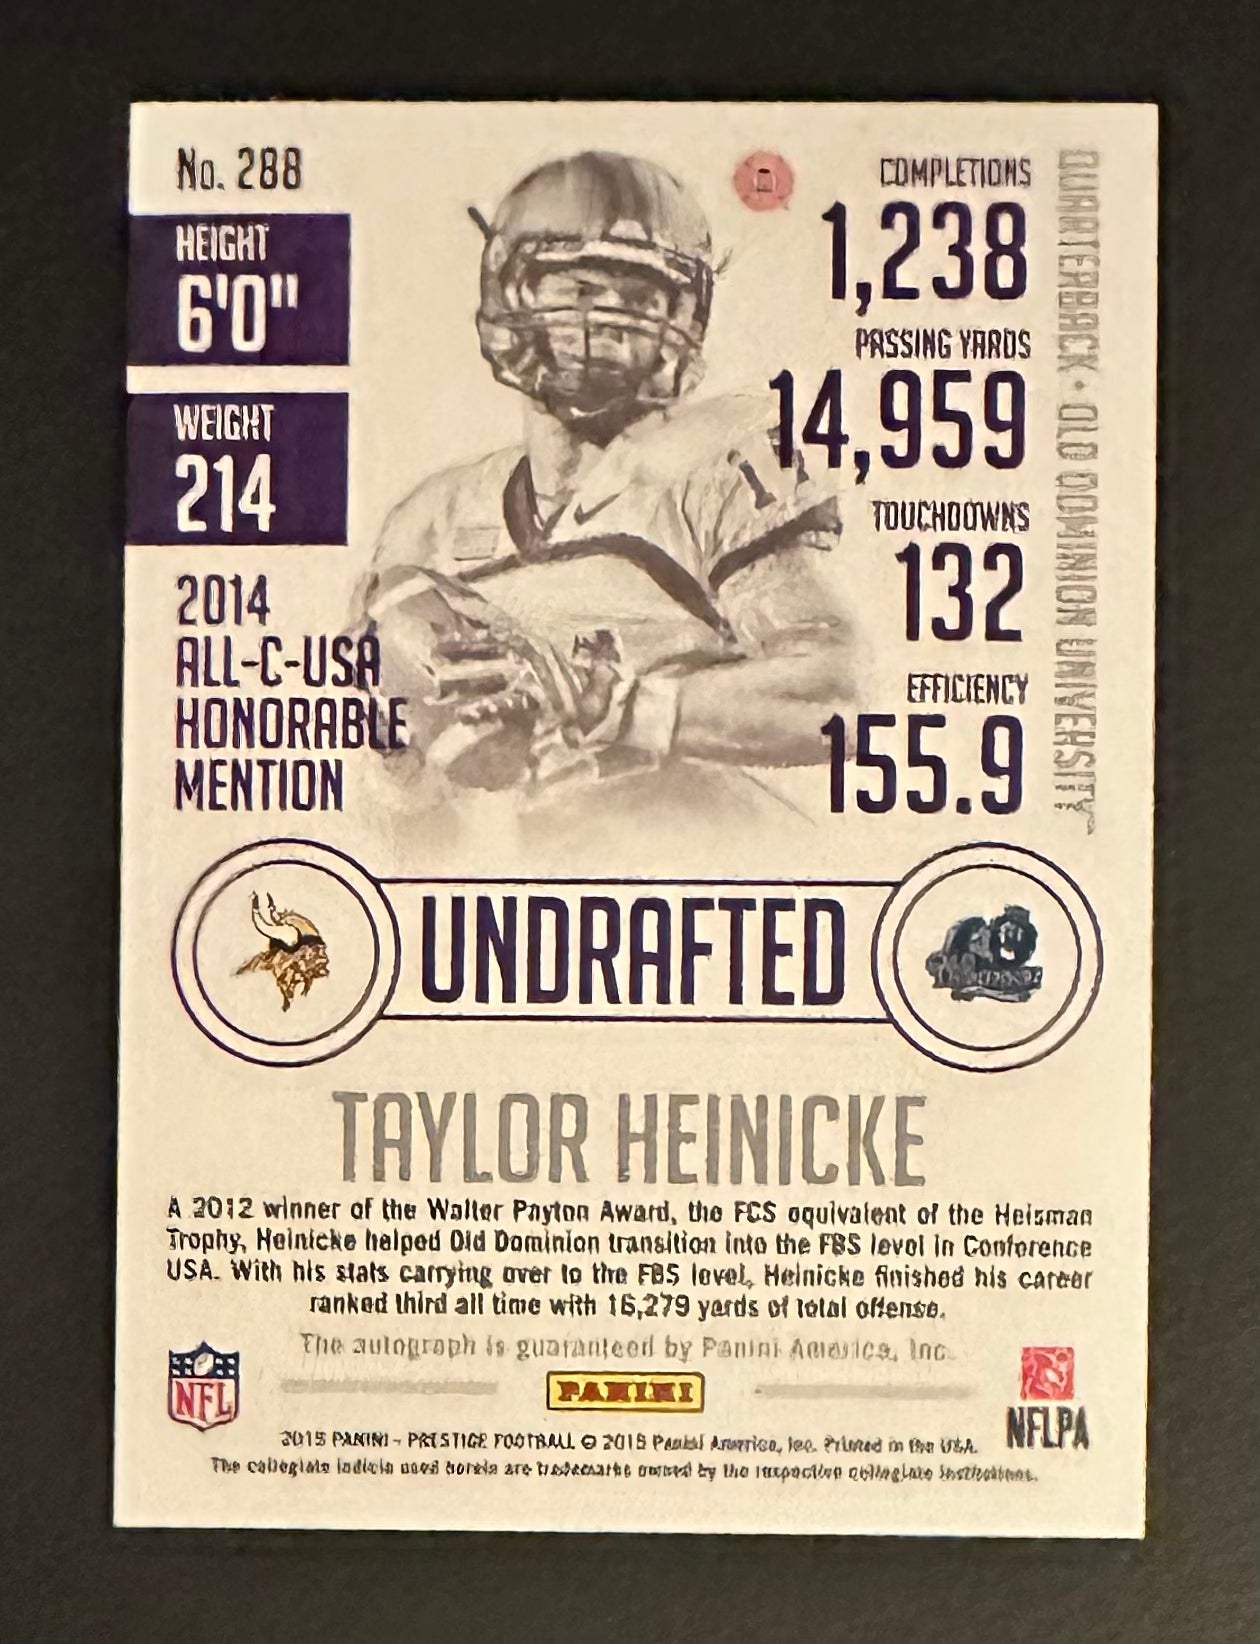 No. 288
HEIGHT
6'0"
WEIGHT
214
2014
ALL-C-USA
HONORABLE
MENTION
COMPLETIONS
1,238
PASSING YARDS
14,959
TOUCHDOWNS
132
EFFICIENCY
155.9
QUARTERBACK • OLD DOMINION UNIVERSITY
UNDRAFTED
TAYLOR HEINICKE
A 2012 winner of the Walter Payton Award, the FCS equivalent of the Heisman
Trophy, Heinicke helped Old Dominion transition into the FBS level in Conference
USA. With his stats carrying over to the FBS level, Heinicke finished his career
ranked third all time with 16,279 yards of total offense.
The autograph is guaranteed by Panini America, Inc.
NFL
PANINI
NFLPA
2015 PANINI - PRESTIGE FOOTBALL © 2015 Panini America, Inc. Printed in the USA.
The collegiate indicia used herein are trademarks owned by the respective collegiate institutions.